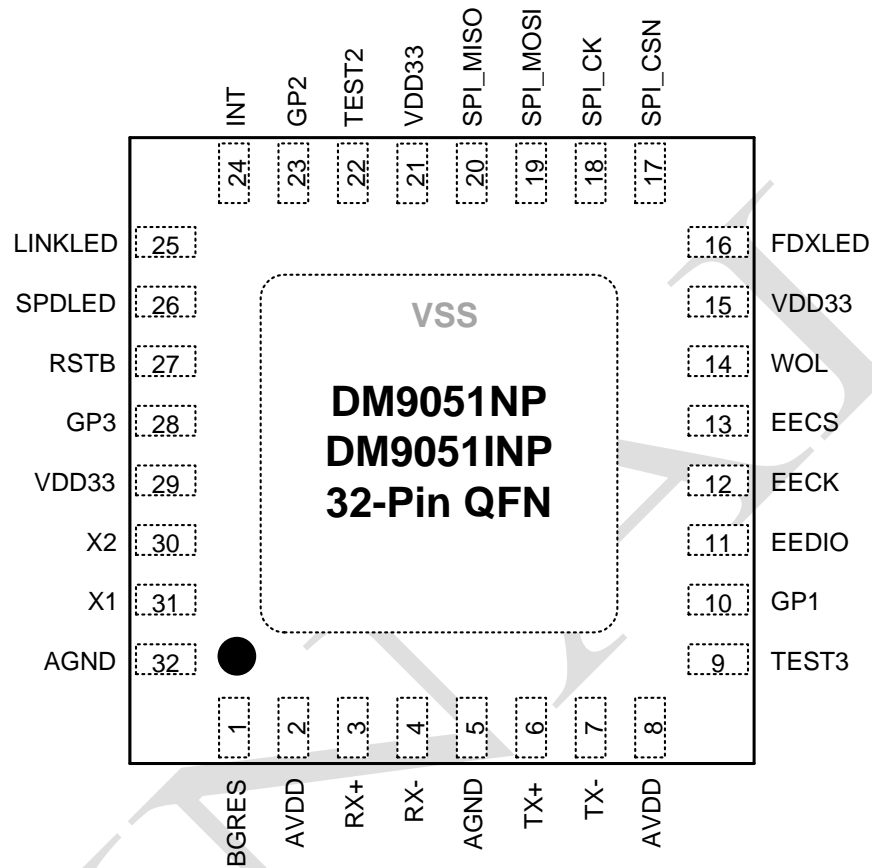 INT
GP2
TEST2
VDD33
SPI_MISO
SPI_MOSI
SPI_CK
SPI_CSN
24
23
22
21
20
19
18
17
LINKLED 25
16 FDXLED
SPDLED 26
15 VDD33
RSTB 27
14 WOL
GP3 28
13 EECS
VDD33 29
12 EECK
X2 30
11 EEDIO
X1 31
10 GP1
AGND 32
9 TEST3
VSS
DM9051NP
DM9051INP
32-Pin QFN
1
2
3
4
5
6
7
8
BGRES
AVDD
RX+
RX-
AGND
TX+
TX-
AVDD